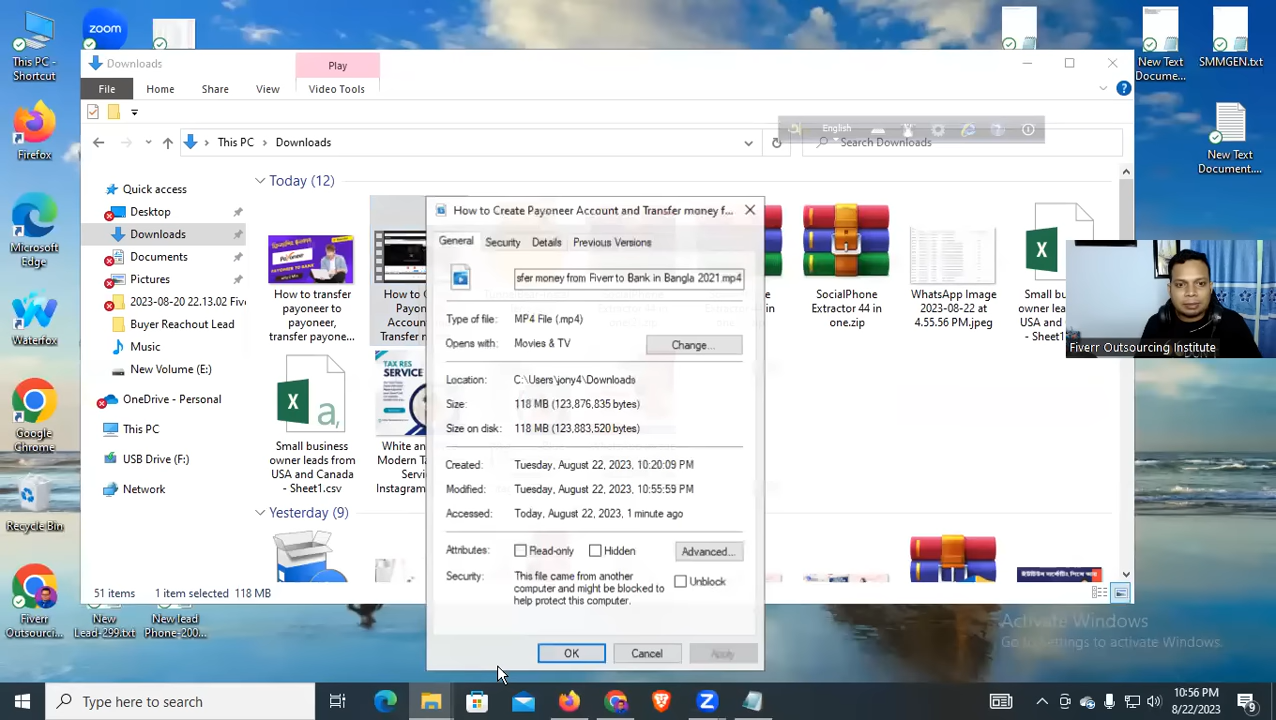 zoom
This PC -
Shortcut
Firefox
Microsoft
Edge
Waterfox
Google
Chrome
Recycle Bin
Fiverr
Outsourci...
New
Lead-299.txt
New lead
Phone-200...
New Text
Docume...
SMMGEN.txt
New Text
Document....
Downloads
Play
File
Home
Share
View
Video Tools
This PC
Downloads
Search Downloads
English
Quick access
Desktop
Downloads
Documents
Pictures
2023-08-20 22.13.02 Five
Buyer Reachout Lead
Music
New Volume (E:)
OneDrive - Personal
This PC
USB Drive (F:)
Network
Today (12)
How to transfer
payoneer to
payoneer,
transfer payone...
SocialPhone
Extractor 44 in
one.zip
WhatsApp Image
2023-08-22 at
4.55.56 PM.jpeg
Small business
owner leads from
USA and Canada
- Sheet1.csv
TAX RES
Yesterday (9)
51 items
1 item selected
118 MB
How to Create Payoneer Account and Transfer money f...
General
Security
Details
Previous Versions
sfer money from Fiverr to Bank in Bangla 2021.mp4
Type of file:
MP4 File (.mp4)
Opens with:
Movies & TV
Change...
Location:
C:\Users\jony4\Downloads
Size:
118 MB (123,876,835 bytes)
Size on disk:
118 MB (123,883,520 bytes)
Created:
Tuesday, August 22, 2023, 10:20:09 PM
Modified:
Tuesday, August 22, 2023, 10:55:59 PM
Accessed:
Today, August 22, 2023, 1 minute ago
Attributes:
Read-only
Hidden
Advanced...
Security:
This file came from another
computer and might be blocked to
help protect this computer.
Unblock
OK
Cancel
Apply
Fiverr Outsourcing Institute
Activate Windows
Go to Settings to activate Windows.
Type here to search
10:56 PM
8/22/2023